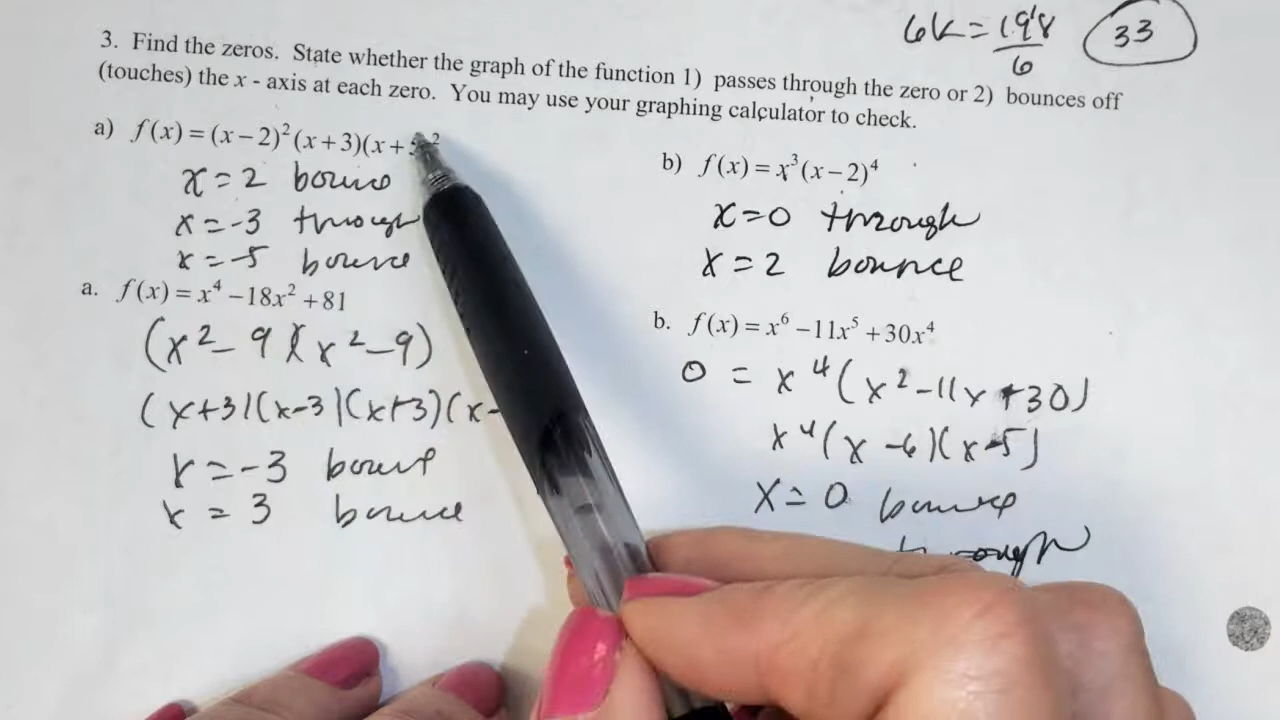 6k = 198
6
33
3. Find the zeros. State whether the graph of the function 1) passes through the zero or 2) bounces off
(touches) the x - axis at each zero. You may use your graphing calculator to check.
a) f(x) = (x − 2)²(x + 3)(x + 5)²
x = 2 bounce
x = -3 through
x = -5 bounce
b) f(x) = x³(x − 2)⁴
x = 0 through
x = 2 bounce
a. f(x) = x⁴ − 18x² + 81
(x² - 9)(x² - 9)
(x+3)(x-3)(x+3)(x-
x = -3 bounce
x = 3 bounce
b. f(x) = x⁶ − 11x⁵ + 30x⁴
0 = x⁴(x² - 11x + 30)
x⁴(x - 6)(x - 5)
x = 0 bounce
through